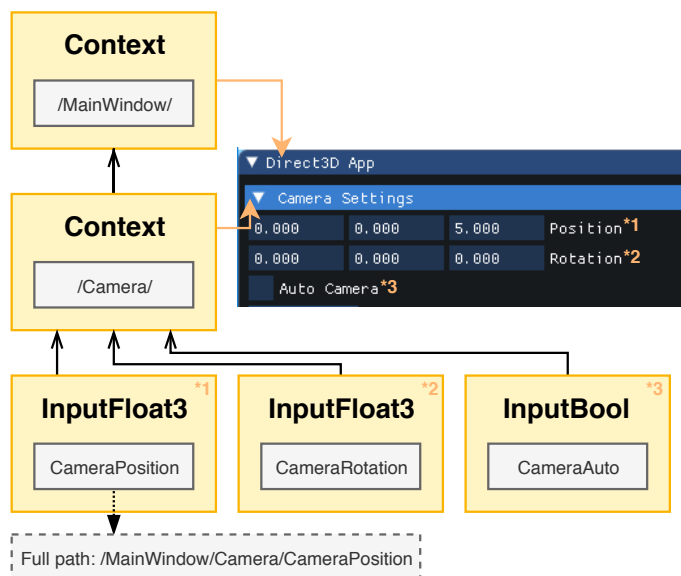 Context
/MainWindow/
Direct3D App
Camera Settings
0.000 0.000 5.000 Position*1
0.000 0.000 0.000 Rotation*2
Auto Camera*3
Context
/Camera/
*1
InputFloat3
CameraPosition
*2
InputFloat3
CameraRotation
*3
InputBool
CameraAuto
Full path: /MainWindow/Camera/CameraPosition